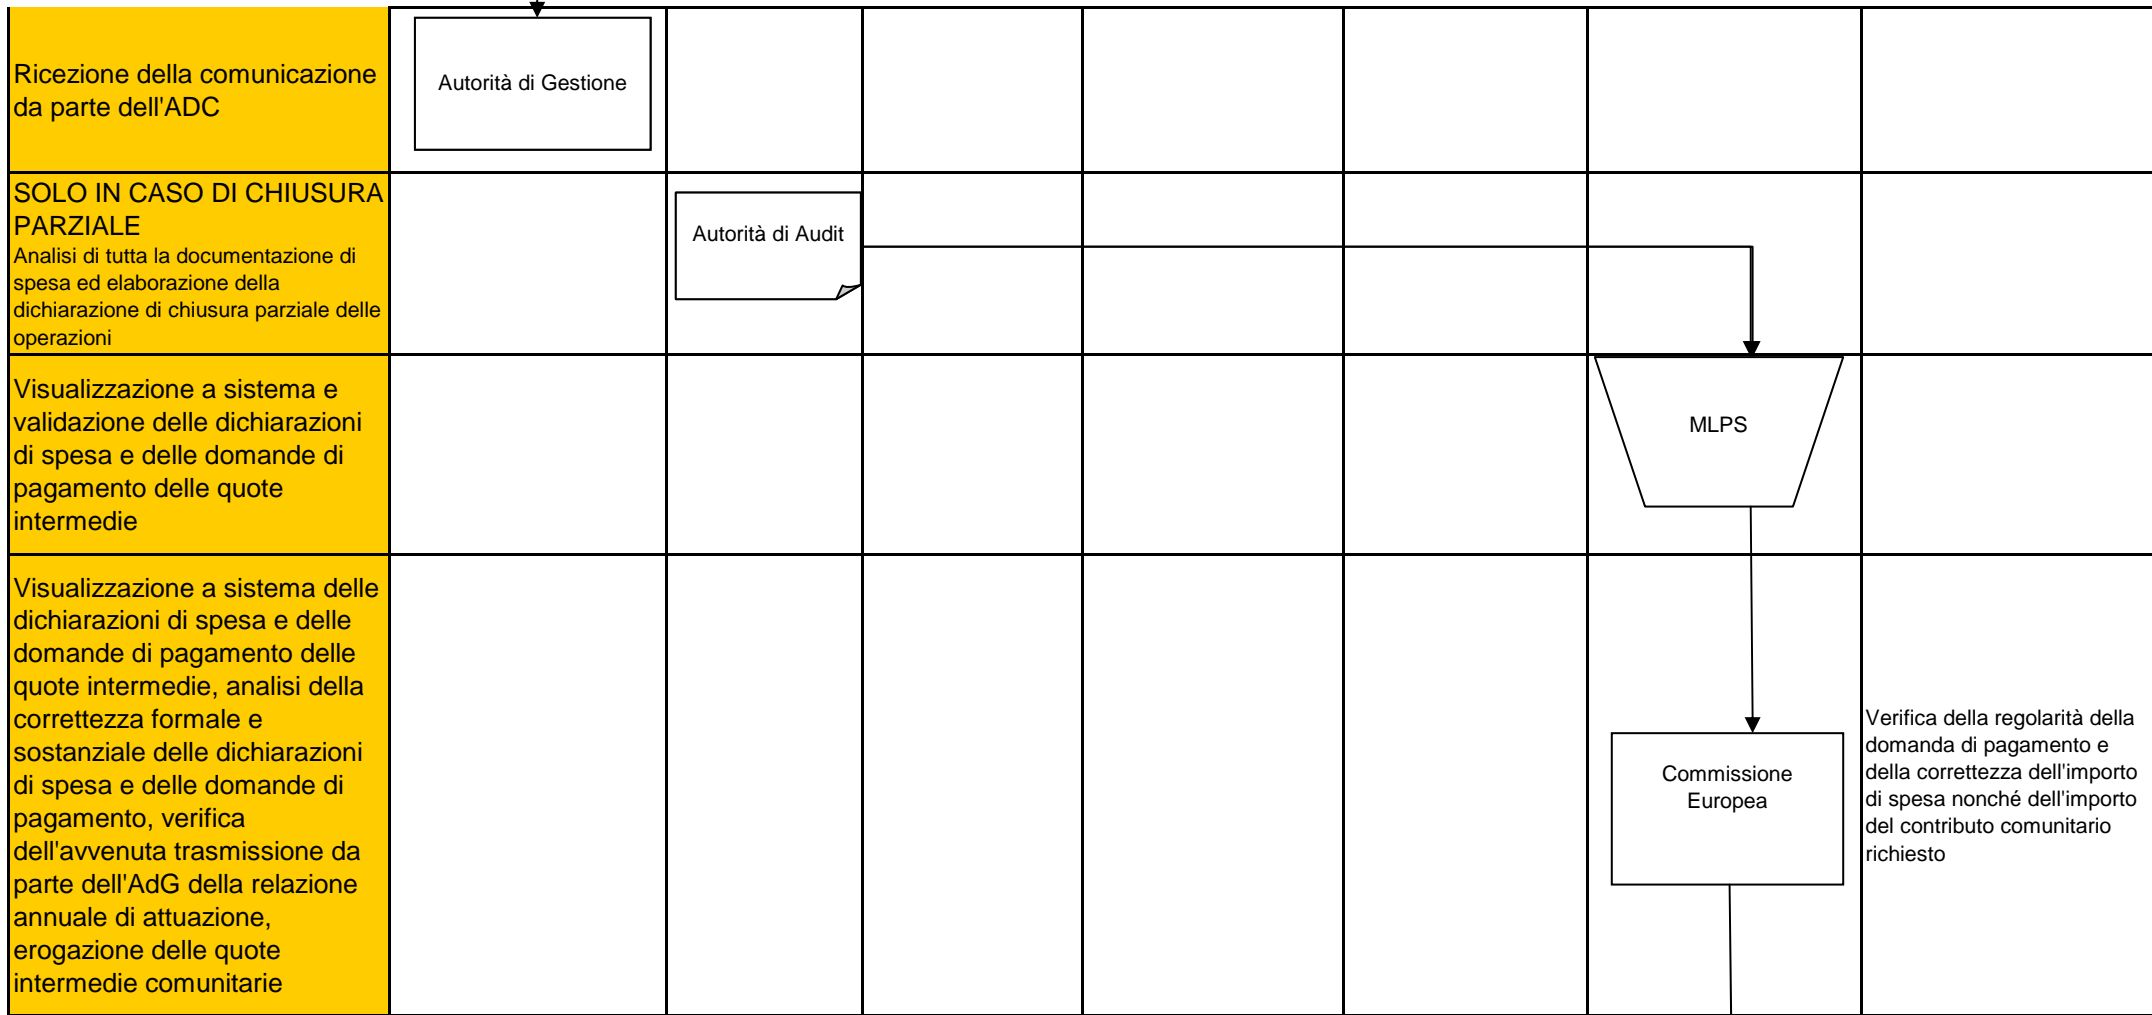 Ricezione della comunicazione
da parte dell'ADC
Autorità di Gestione
SOLO IN CASO DI CHIUSURA
PARZIALE
Analisi di tutta la documentazione di
spesa ed elaborazione della
dichiarazione di chiusura parziale delle
operazioni
Autorità di Audit
Visualizzazione a sistema e
validazione delle dichiarazioni
di spesa e delle domande di
pagamento delle quote
intermedie
MLPS
Visualizzazione a sistema delle
dichiarazioni di spesa e delle
domande di pagamento delle
quote intermedie, analisi della
correttezza formale e
sostanziale delle dichiarazioni
di spesa e delle domande di
pagamento, verifica
dell'avvenuta trasmissione da
parte dell'AdG della relazione
annuale di attuazione,
erogazione delle quote
intermedie comunitarie
Commissione
Europea
Verifica della regolarità della
domanda di pagamento e
della correttezza dell'importo
di spesa nonché dell'importo
del contributo comunitario
richiesto